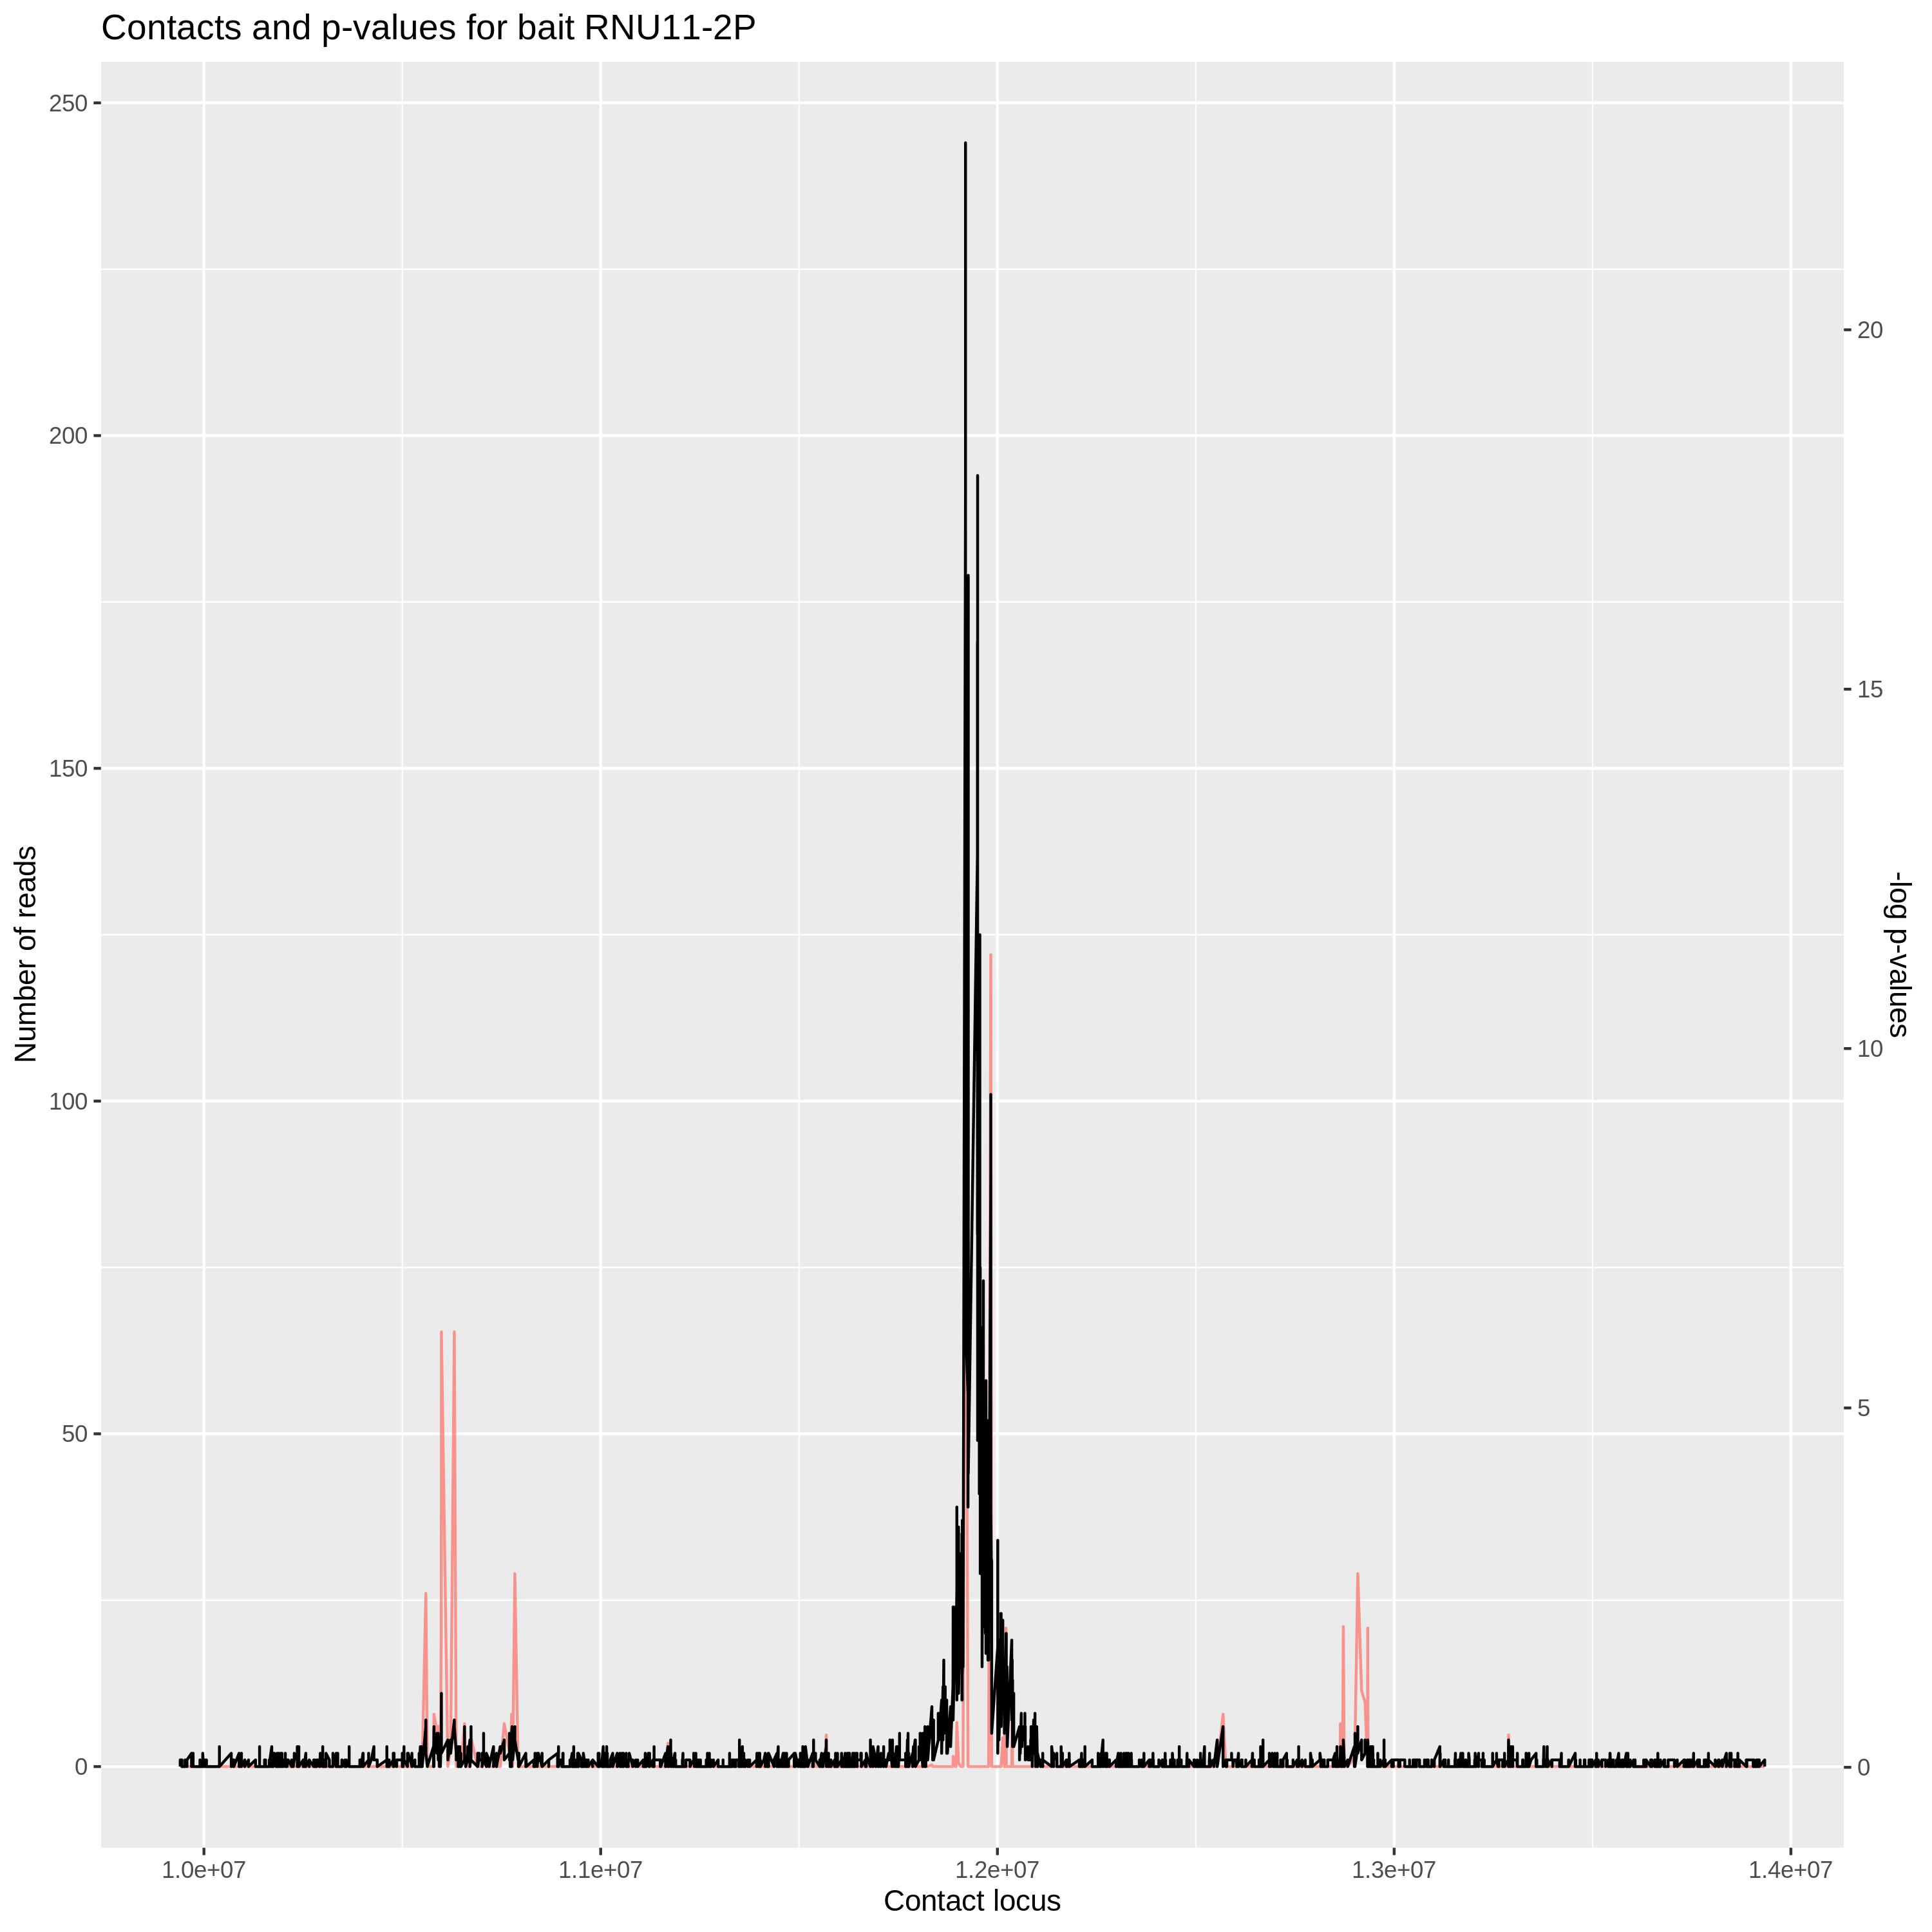 Contacts and p-values for bait RNU11-2P
250
200
150
100
50
0
Number of reads
20
15
10
5
0
-log p-values
1.0e+07 1.1e+07 1.2e+07 1.3e+07 1.4e+07
Contact locus